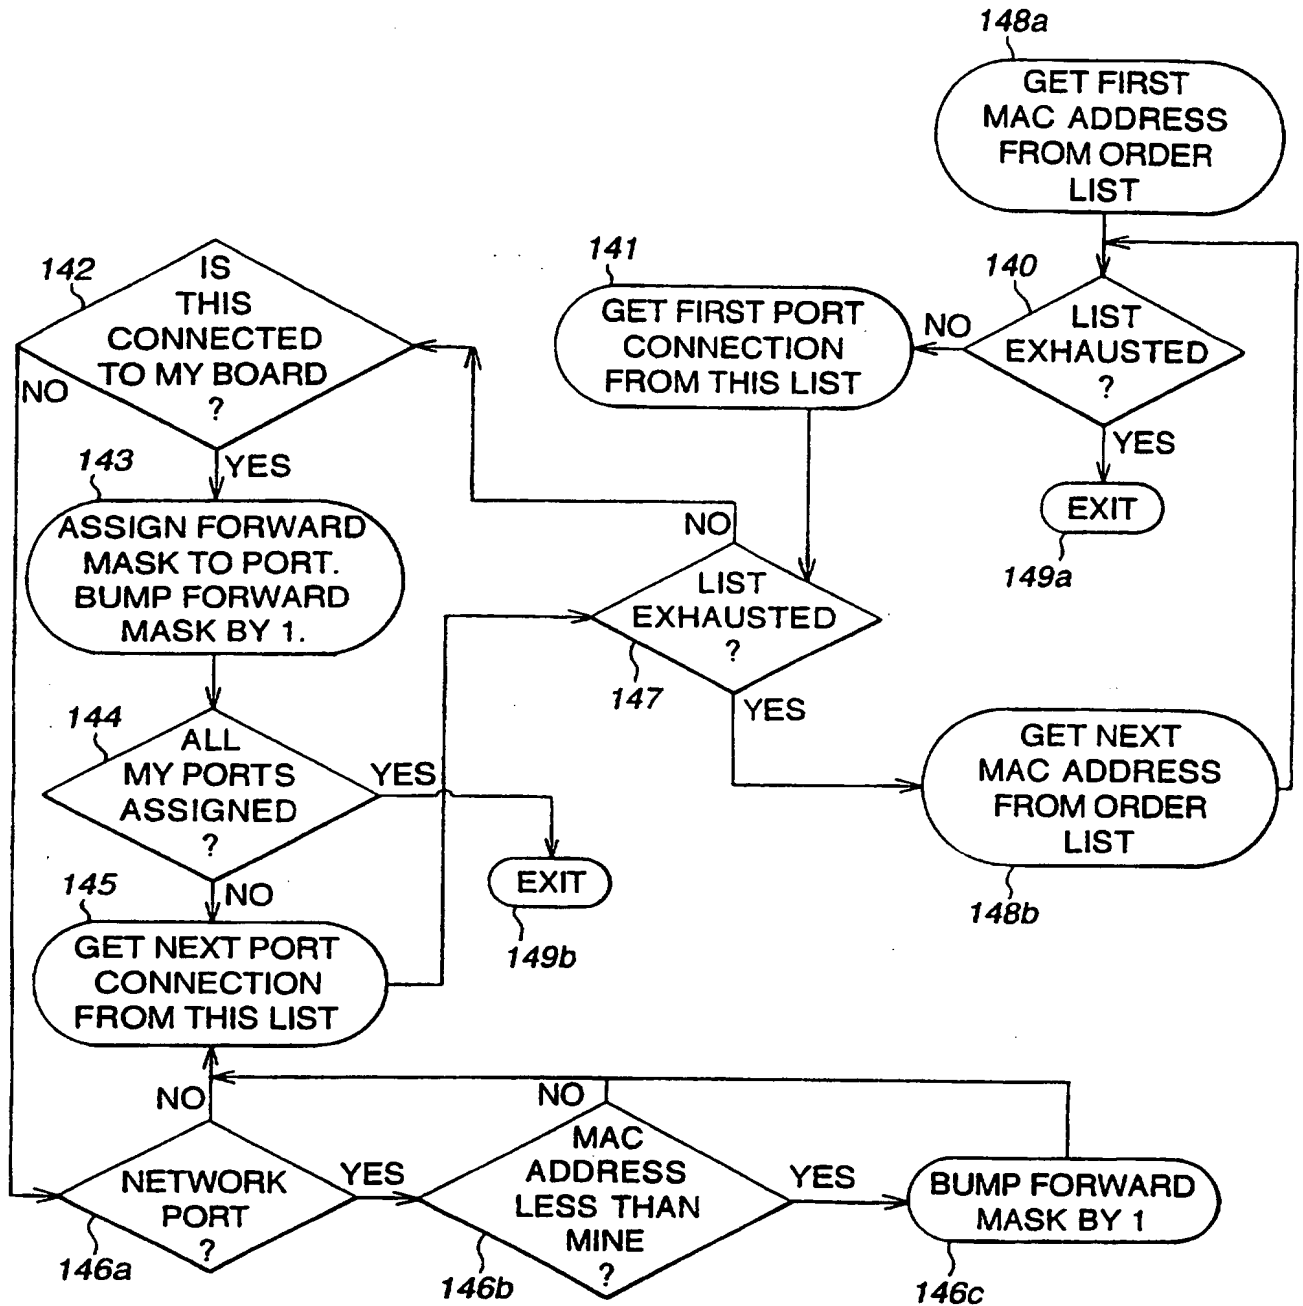 148a
GET FIRST
MAC ADDRESS
FROM ORDER
LIST
140
LIST
EXHAUSTED
?
NO
YES
EXIT
149a
141
GET FIRST PORT
CONNECTION
FROM THIS LIST
142
IS
THIS
CONNECTED
TO MY BOARD
?
NO
YES
143
ASSIGN FORWARD
MASK TO PORT.
BUMP FORWARD
MASK BY 1.
NO
LIST
EXHAUSTED
?
147
YES
144
ALL
MY PORTS
ASSIGNED
?
YES
NO
EXIT
149b
GET NEXT
MAC ADDRESS
FROM ORDER
LIST
148b
145
GET NEXT PORT
CONNECTION
FROM THIS LIST
NO
NETWORK
PORT
?
146a
YES
NO
MAC
ADDRESS
LESS THAN
MINE
?
146b
YES
BUMP FORWARD
MASK BY 1
146c